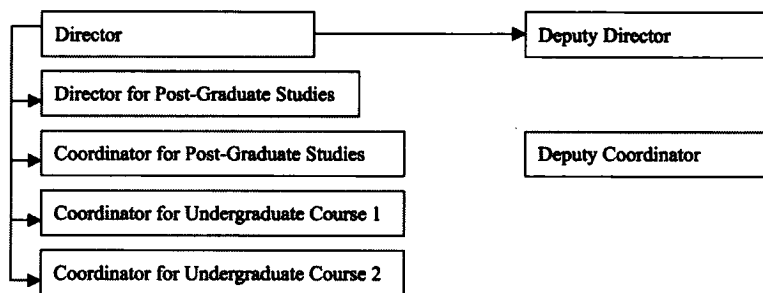 Director
Deputy Director
Director for Post-Graduate Studies
Coordinator for Post-Graduate Studies
Deputy Coordinator
Coordinator for Undergraduate Course 1
Coordinator for Undergraduate Course 2